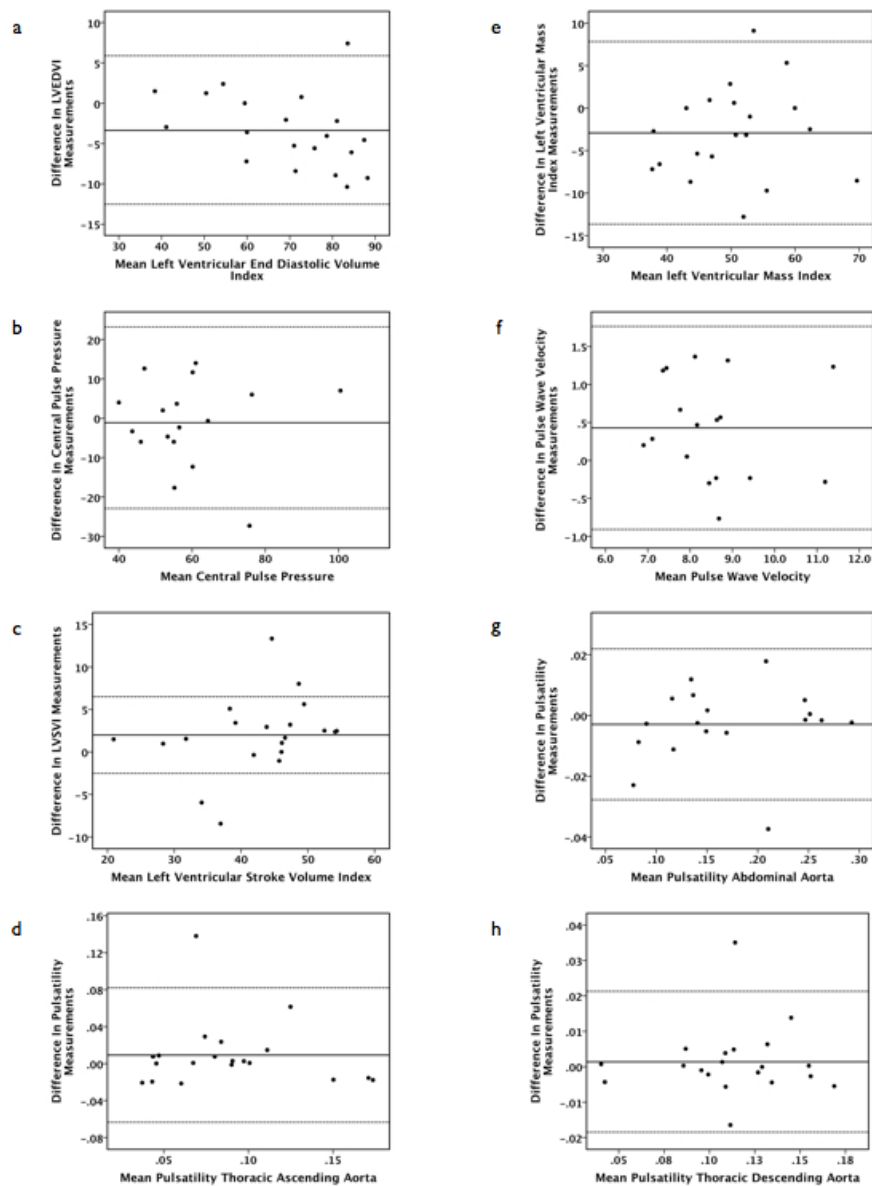 a
Difference In LVEDVI
Measurements
10
5
0
-5
-10
-15
30 40 50 60 70 80 90
Mean Left Ventricular End Diastolic Volume
Index
b
Difference In Central Pulse Pressure
Measurements
20
10
0
-10
-20
-30
40 60 80 100
Mean Central Pulse Pressure
c
Difference In LVSVI Measurements
15
10
5
0
-5
-10
20 30 40 50 60
Mean Left Ventricular Stroke Volume Index
d
Difference In Pulsatility
Measurements
.16
.12
.08
.04
.00
-.04
-.08
.05 .10 .15
Mean Pulsatility Thoracic Ascending Aorta
e
Difference In Left Ventricular Mass
Index Measurements
10
5
0
-5
-10
-15
30 40 50 60 70
Mean left Ventricular Mass Index
f
Difference In Pulse Wave Velocity
Measurements
1.5
1.0
.5
.0
-.5
-1.0
6.0 7.0 8.0 9.0 10.0 11.0 12.0
Mean Pulse Wave Velocity
g
Difference In Pulsatility
Measurements
.02
.00
-.02
-.04
.05 .10 .15 .20 .25 .30
Mean Pulsatility Abdominal Aorta
h
Difference In Pulsatility
Measurements
.04
.03
.02
.01
.00
-.01
-.02
.05 .08 .10 .13 .15 .18
Mean Pulsatility Thoracic Descending Aorta